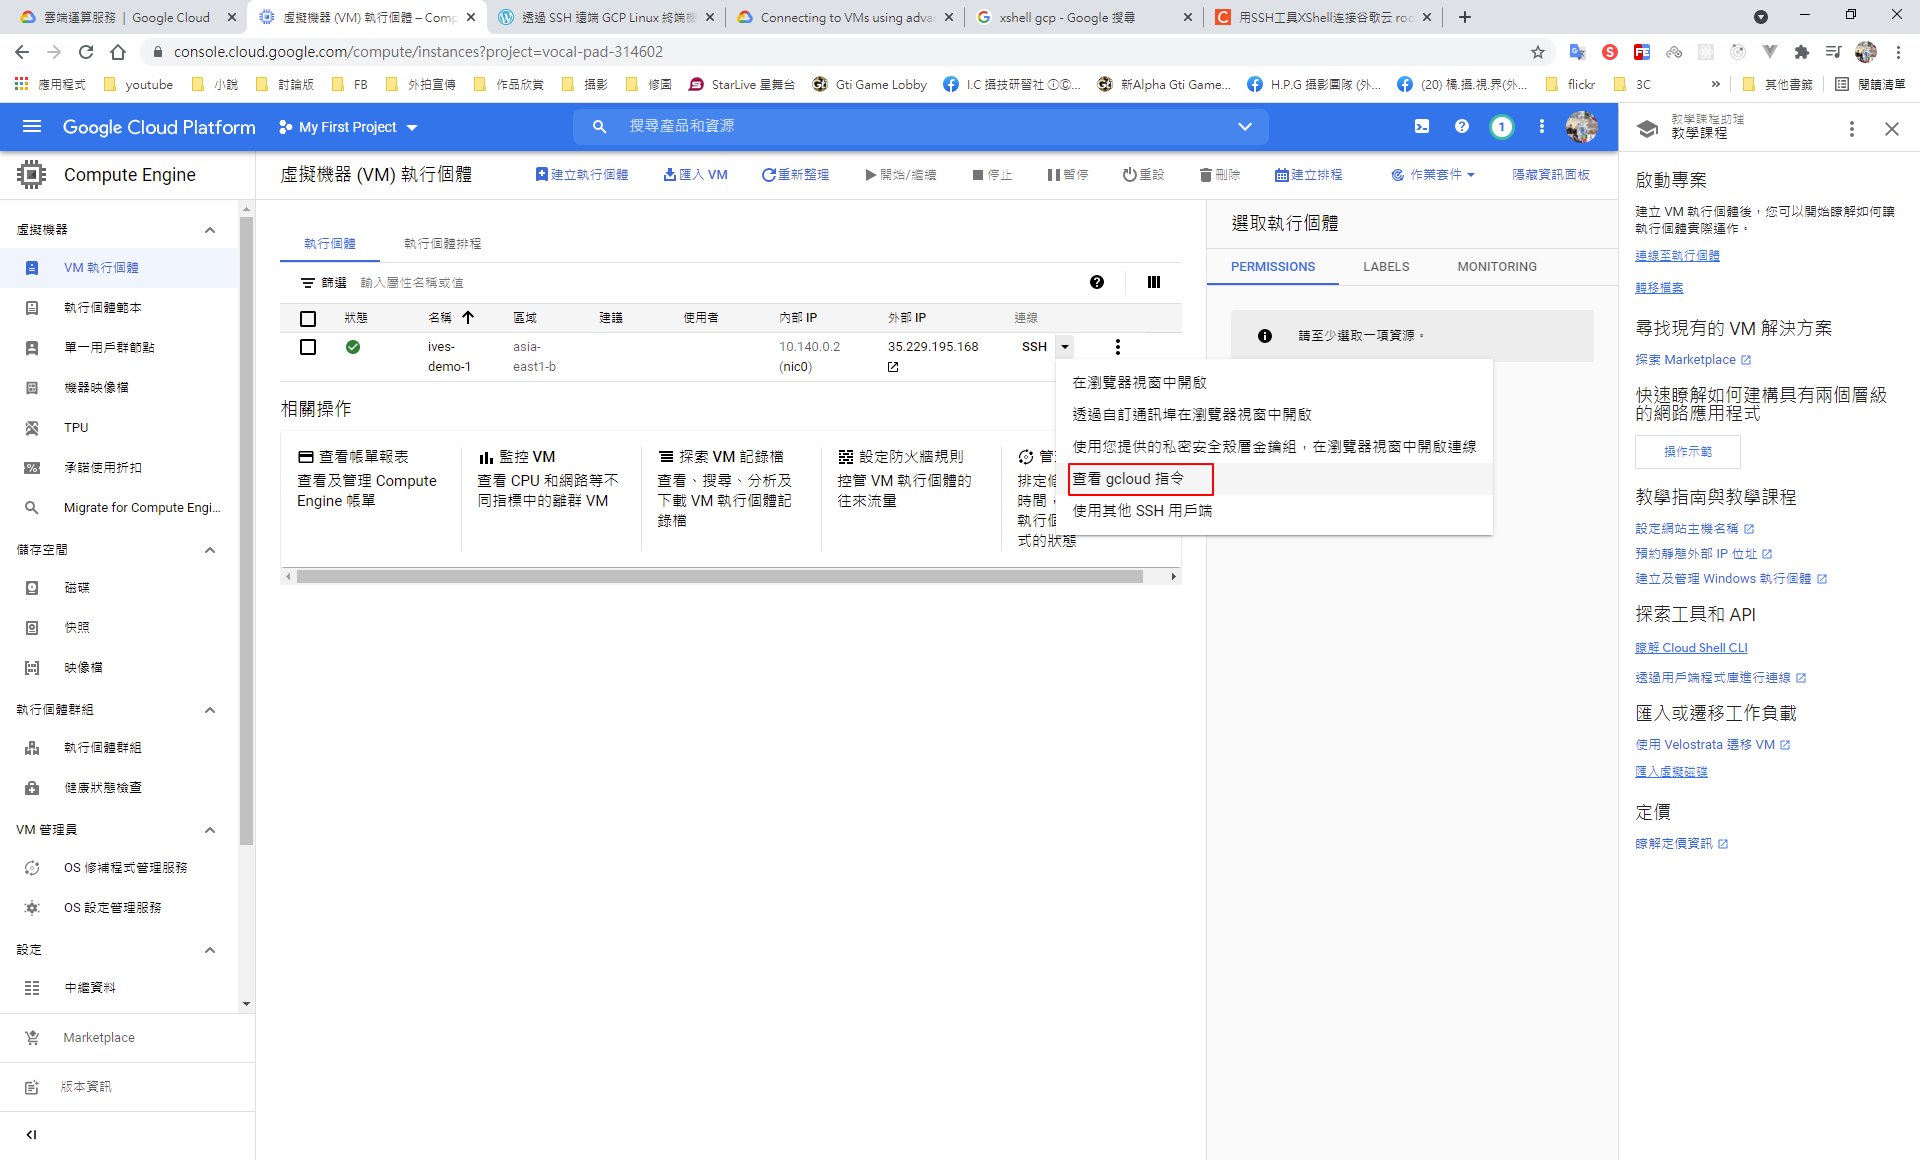 雲端運算服務 | Google Cloud
虛擬機器 (VM) 執行個體 – Comp
透過 SSH 遠端 GCP Linux 終端機
Connecting to VMs using adva
xshell gcp - Google 搜尋
用SSH工具XShell连接谷歌云 roc
console.cloud.google.com/compute/instances?project=vocal-pad-314602
應用程式
youtube
小說
討論版
FB
外拍宣傳
作品欣賞
攝影
修圖
StarLive 星舞台
Gti Game Lobby
I.C 攝技研習社 ⒾⒸ...
新Alpha Gti Game...
H.P.G 攝影團隊 (外...
(20) 橘.攝.視.界(外...
flickr
3C
»
其他書籤
閱讀清單
Google Cloud Platform
My First Project
搜尋產品和資源
1
教學課程助理
教學課程
Compute Engine
虛擬機器 (VM) 執行個體
建立執行個體
匯入 VM
重新整理
開始/繼續
停止
暫停
重設
刪除
建立排程
作業套件
隱藏資訊面板
虛擬機器
VM 執行個體
執行個體範本
單一用戶群節點
機器映像檔
TPU
承諾使用折扣
Migrate for Compute Engi...
儲存空間
磁碟
快照
映像檔
執行個體群組
執行個體群組
健康狀態檢查
VM 管理員
OS 修補程式管理服務
OS 設定管理服務
設定
中繼資料
Marketplace
版本資訊
執行個體
執行個體排程
篩選
輸入屬性名稱或值
狀態
名稱
區域
建議
使用者
內部 IP
外部 IP
連線
ives-
demo-1
asia-
east1-b
10.140.0.2
(nic0)
35.229.195.168
SSH
在瀏覽器視窗中開啟
透過自訂通訊埠在瀏覽器視窗中開啟
使用您提供的私密安全殼層金鑰組，在瀏覽器視窗中開啟連線
查看 gcloud 指令
使用其他 SSH 用戶端
相關操作
查看帳單報表
查看及管理 Compute
Engine 帳單
監控 VM
查看 CPU 和網路等不
同指標中的離群 VM
探索 VM 記錄檔
查看、搜尋、分析及
下載 VM 執行個體記
錄檔
設定防火牆規則
控管 VM 執行個體的
往來流量
管
排定
時間，
執行個
式的狀態
選取執行個體
PERMISSIONS
LABELS
MONITORING
請至少選取一項資源。
啟動專案
建立 VM 執行個體後，您可以開始瞭解如何讓
執行個體實際運作。
連線至執行個體
轉移檔案
尋找現有的 VM 解決方案
探索 Marketplace
快速瞭解如何建構具有兩個層級
的網路應用程式
操作示範
教學指南與教學課程
設定網站主機名稱
預約靜態外部 IP 位址
建立及管理 Windows 執行個體
探索工具和 API
瞭解 Cloud Shell CLI
透過用戶端程式庫進行連線
匯入或遷移工作負載
使用 Velostrata 遷移 VM
匯入虛擬磁碟
定價
瞭解定價資訊